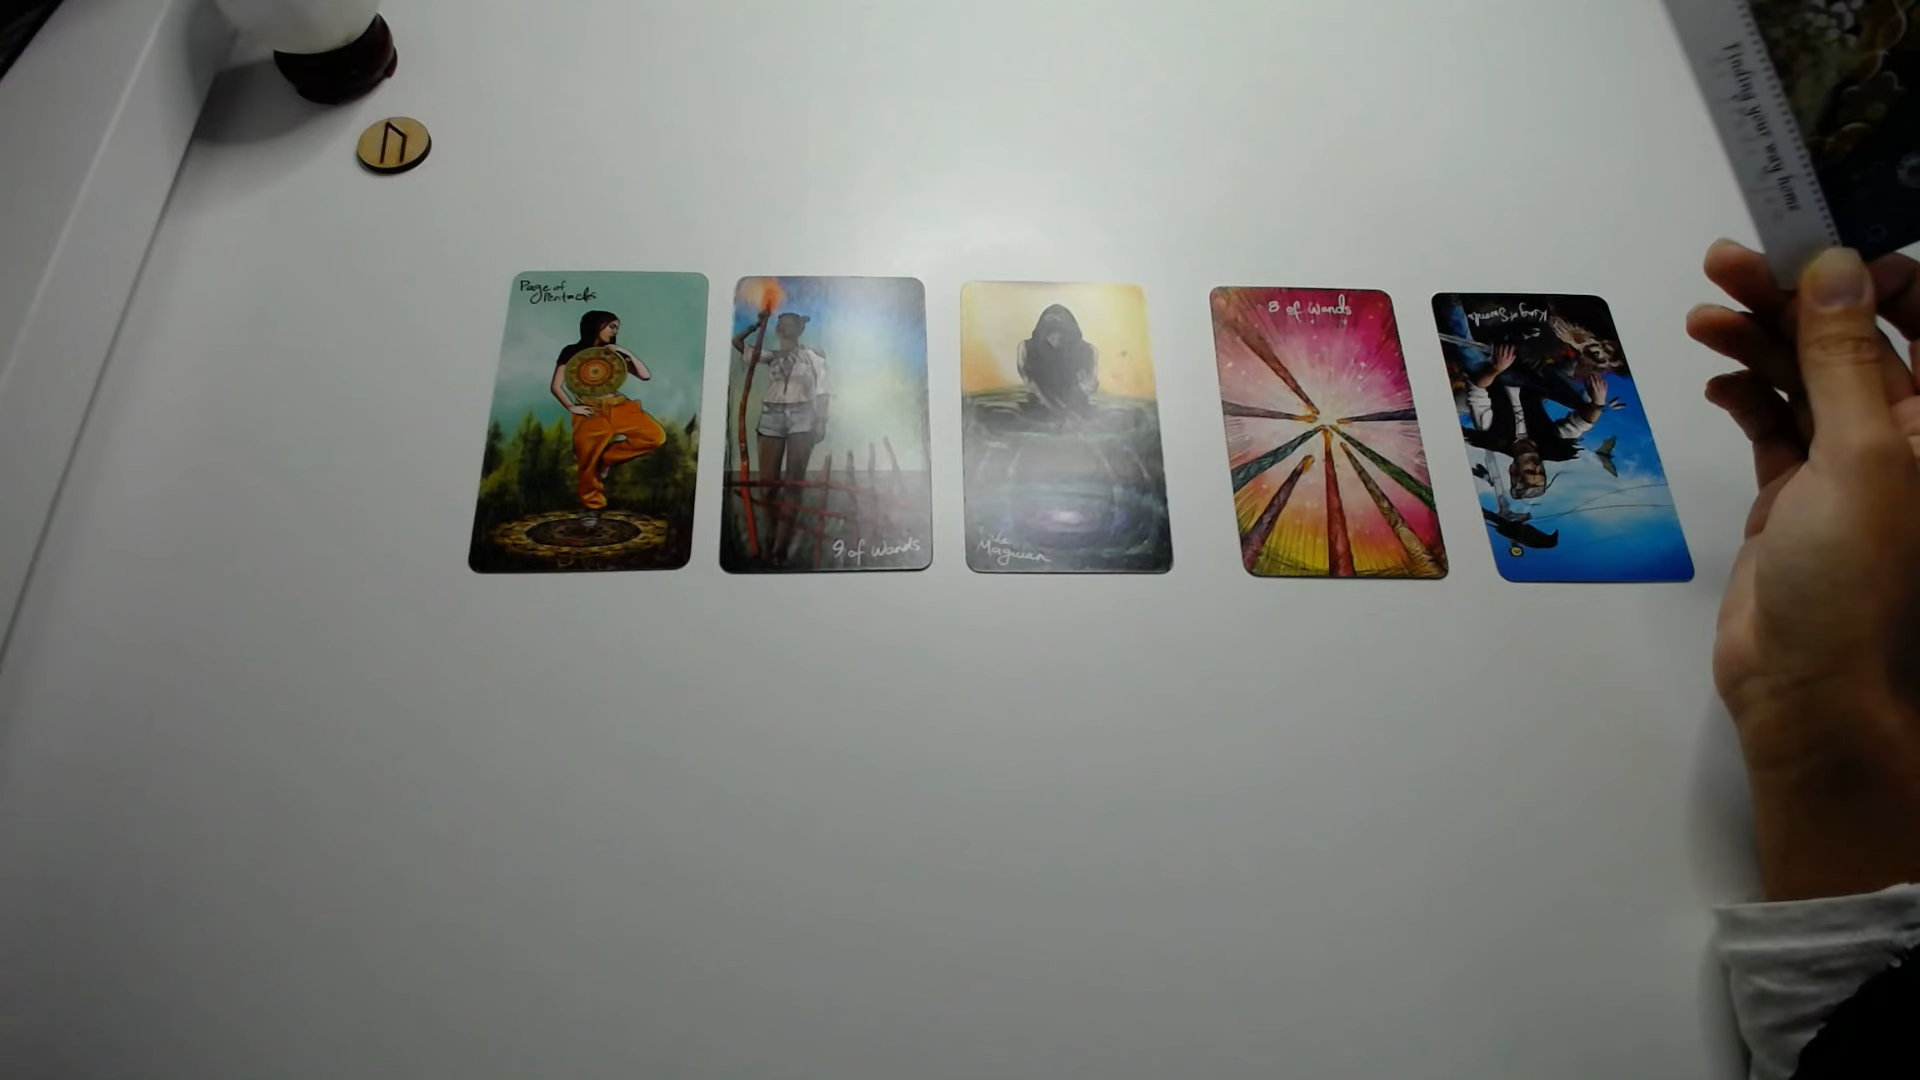 Finding your way home
Page of
Pentacles
9 of Wands
The
Magician
8 of Wands
King of Swords